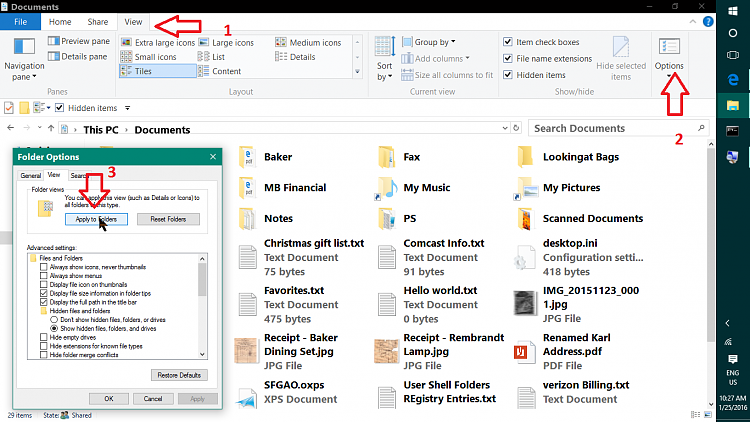 Documents
File Home Share View
1
Navigation pane
Preview pane
Details pane
Extra large icons Large icons Medium icons
Small icons List Details
Tiles Content
Sort by
Group by
Add columns
Size all columns to fit
Item check boxes
File name extensions
Hidden items
Hide selected items
Options
Panes Layout Current view Show/hide
2
Hidden items
This PC Documents
Search Documents
Folder Options
General View Search
3
Folder views
You can apply this view (such as Details or Icons) to
all folders of this type.
Apply to Folders Reset Folders
Advanced settings:
Files and Folders
Always show icons, never thumbnails
Always show menus
Display file icon on thumbnails
Display file size information in folder tips
Display the full path in the title bar
Hidden files and folders
Don't show hidden files, folders, or drives
Show hidden files, folders, and drives
Hide empty drives
Hide extensions for known file types
Hide folder merge conflicts
Restore Defaults
OK Cancel Apply
Baker Fax Lookingat Bags
MB Financial My Music My Pictures
Notes PS Scanned Documents
Christmas gift list.txt
Text Document
75 bytes
Comcast Info.txt
Text Document
91 bytes
desktop.ini
Configuration setti...
418 bytes
Favorites.txt
Text Document
475 bytes
Hello world.txt
Text Document
0 bytes
IMG_20151123_000
1.jpg
JPG File
Receipt - Baker
Dining Set.jpg
JPG File
Receipt - Rembrandt
Lamp.jpg
JPG File
Renamed Karl
Address.pdf
PDF File
SFGAO.oxps
XPS Document
User Shell Folders
REgistry Entries.txt
verizon Billing.txt
Text Document
29 items State: Shared
ENG
US
10:27 AM
1/25/2016